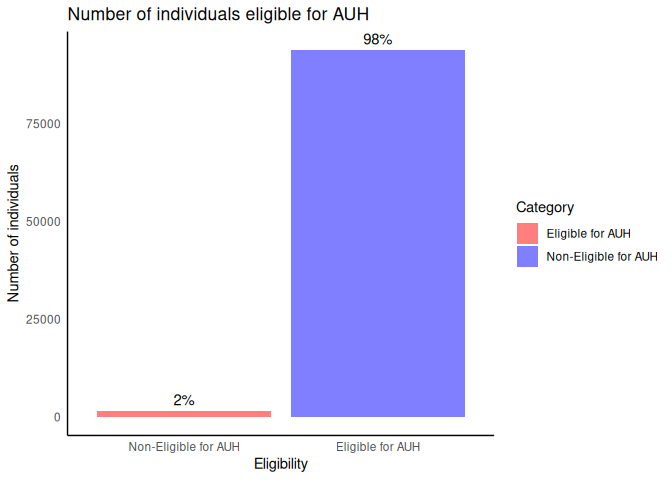 Number of individuals eligible for AUH
98%
75000
50000
25000
0
2%
Number of individuals
Non-Eligible for AUH
Eligible for AUH
Eligibility
Category
Eligible for AUH
Non-Eligible for AUH